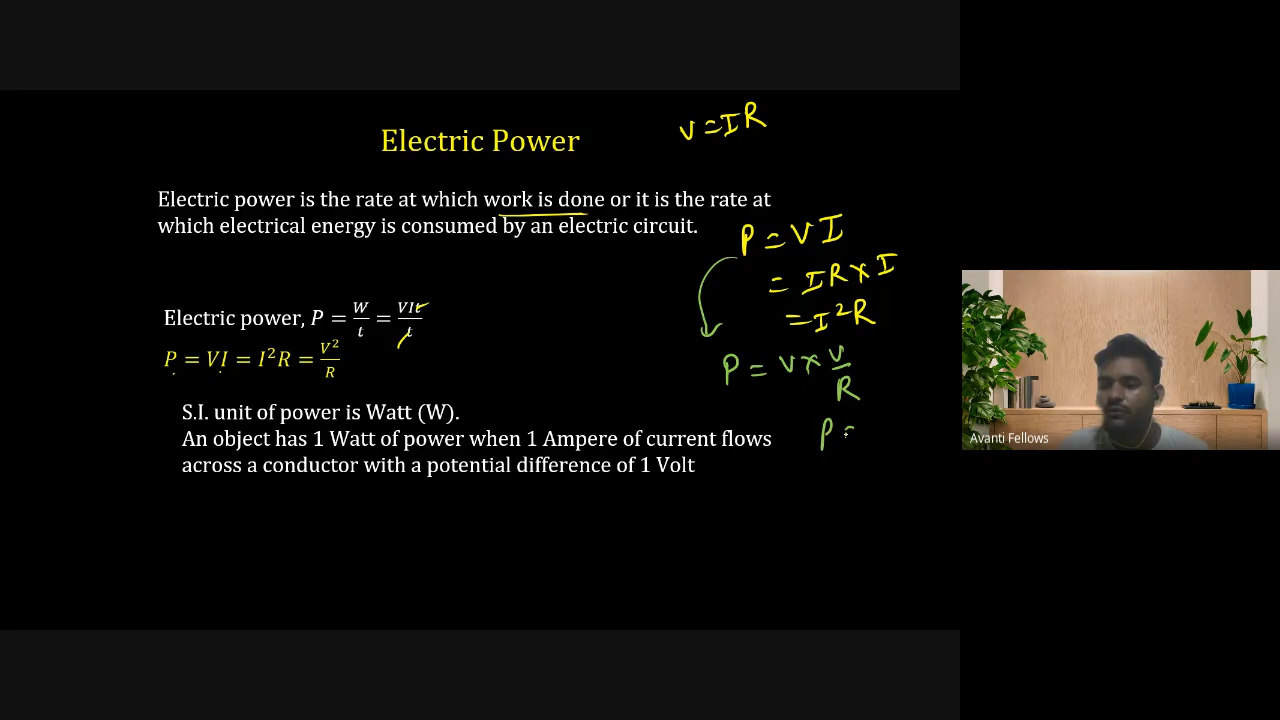 Electric Power
V = IR
Electric power is the rate at which work is done or it is the rate at
which electrical energy is consumed by an electric circuit.
P = VI
= IR × I
= I²R
Electric power, P = W/t = VIt/t
P = VI = I²R = V²/R
P = V × V/R
P =
S.I. unit of power is Watt (W).
An object has 1 Watt of power when 1 Ampere of current flows
across a conductor with a potential difference of 1 Volt
Avanti Fellows